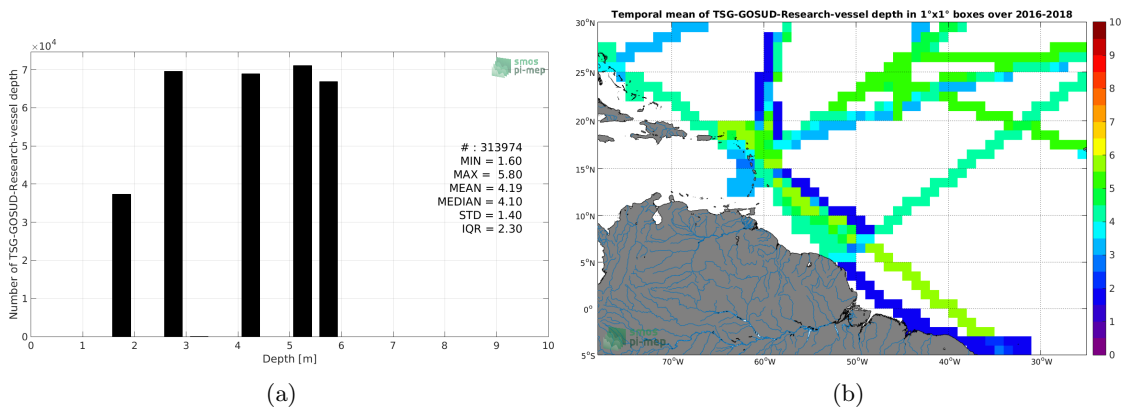 ×10⁴
7
6
5
4
3
2
1
0
Number of TSG-GOSUD-Research-vessel depth
0 1 2 3 4 5 6 7 8 9 10
Depth [m]
smos
pi-mep
# : 313974
MIN = 1.60
MAX = 5.80
MEAN = 4.19
MEDIAN = 4.10
STD = 1.40
IQR = 2.30
(a)
Temporal mean of TSG-GOSUD-Research-vessel depth in 1°x1° boxes over 2016-2018
30°N
25°N
20°N
15°N
10°N
5°N
0°
5°S
70°W 60°W 50°W 40°W 30°W
smos
pi-mep
10
9
8
7
6
5
4
3
2
1
0
(b)